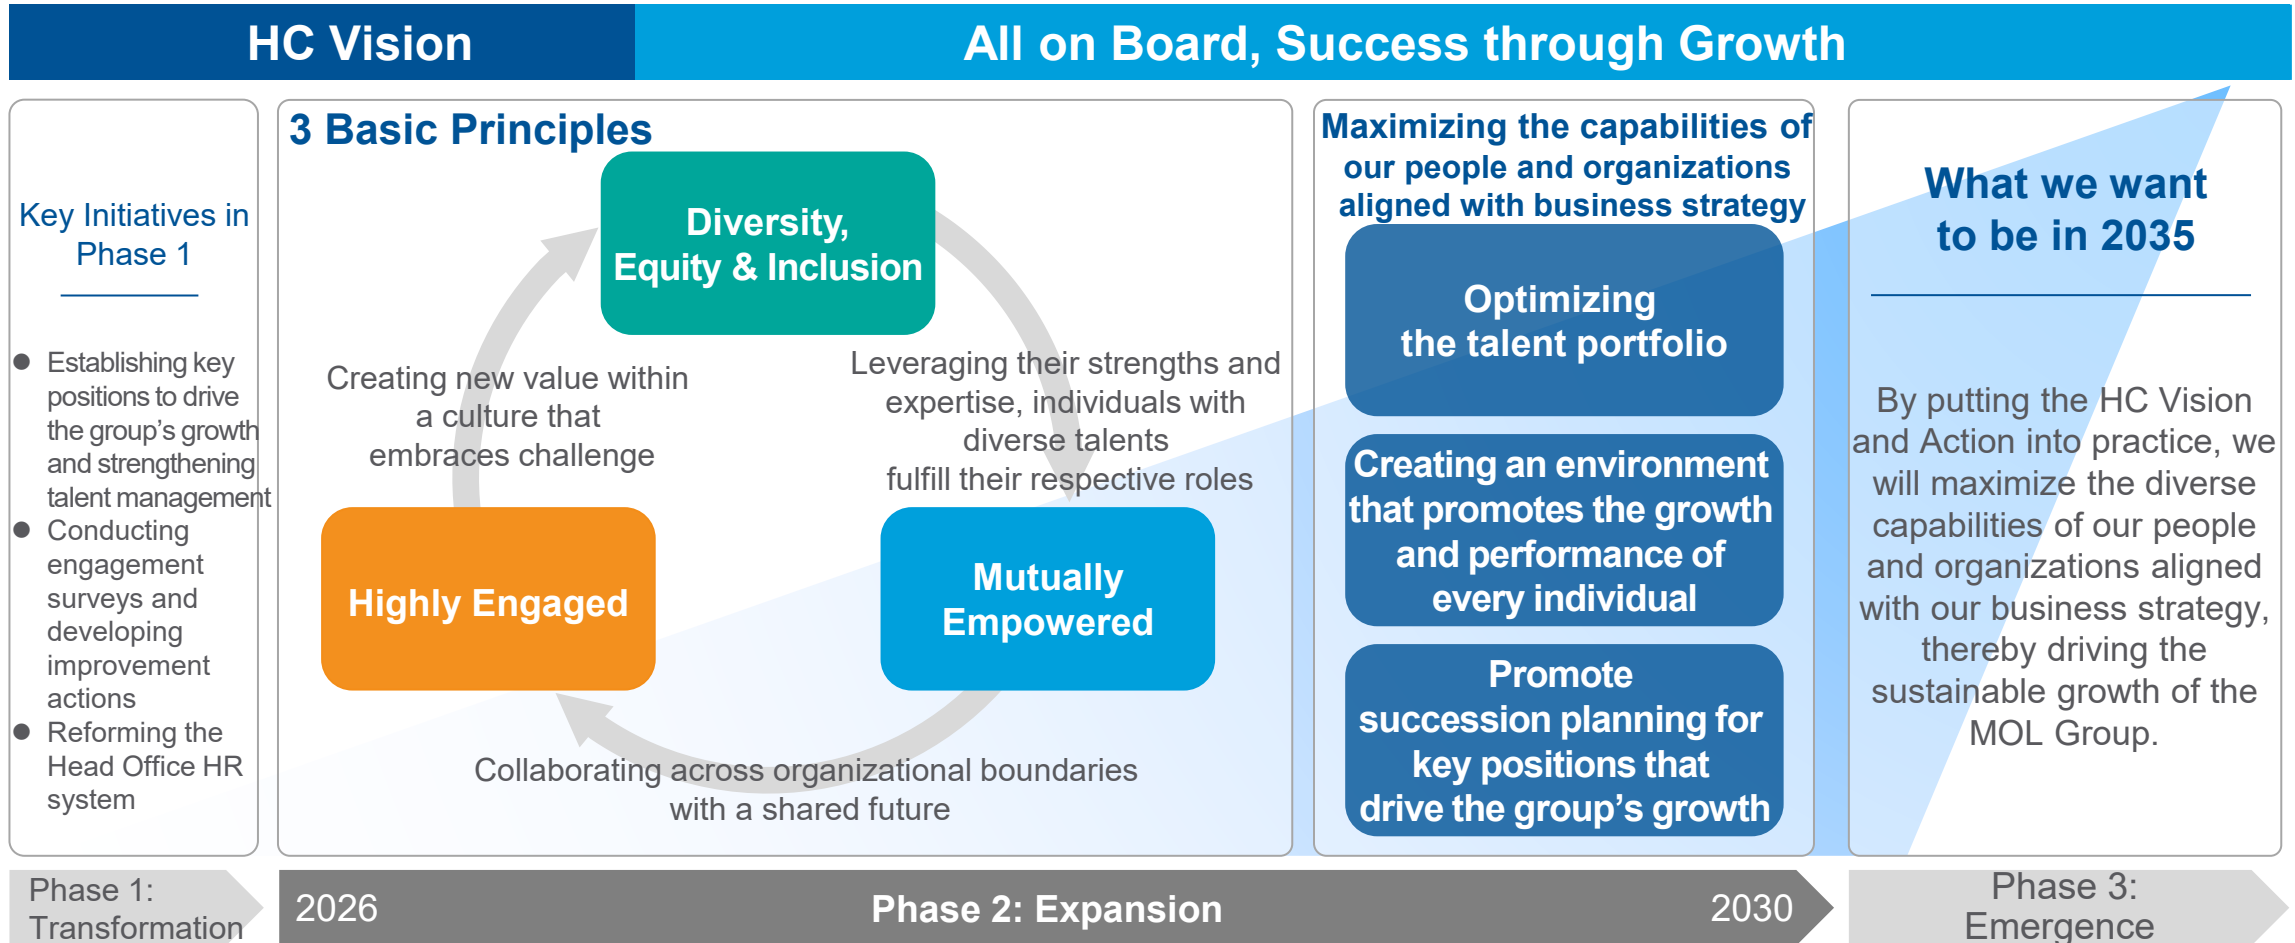 HC Vision
All on Board, Success through Growth
Key Initiatives in
Phase 1
● Establishing key
positions to drive
the group’s growth
and strengthening
talent management
● Conducting
engagement
surveys and
developing
improvement
actions
● Reforming the
Head Office HR
system
3 Basic Principles
Diversity,
Equity & Inclusion
Creating new value within
a culture that
embraces challenge
Leveraging their strengths and
expertise, individuals with
diverse talents
fulfill their respective roles
Highly Engaged
Mutually
Empowered
Collaborating across organizational boundaries
with a shared future
Maximizing the capabilities of
our people and organizations
aligned with business strategy
Optimizing
the talent portfolio
Creating an environment
that promotes the growth
and performance of
every individual
Promote
succession planning for
key positions that
drive the group’s growth
What we want
to be in 2035
By putting the HC Vision
and Action into practice, we
will maximize the diverse
capabilities of our people
and organizations aligned
with our business strategy,
thereby driving the
sustainable growth of the
MOL Group.
Phase 1:
Transformation
2026
Phase 2: Expansion
2030
Phase 3:
Emergence